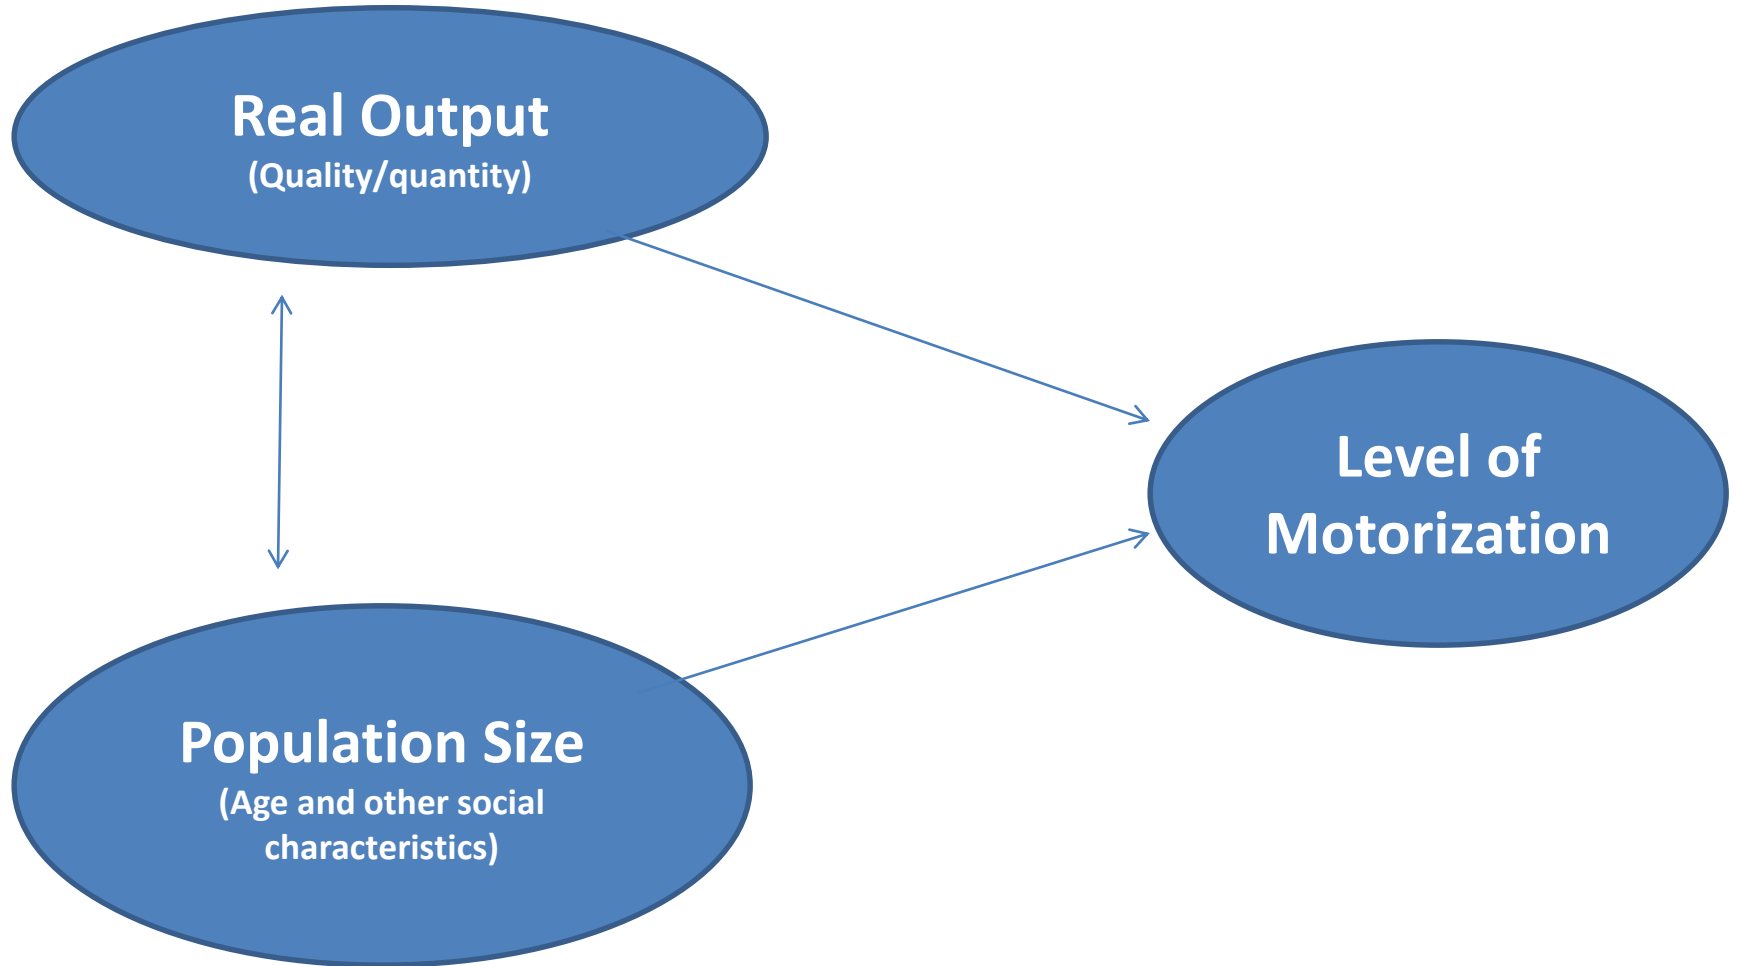 Real Output
(Quality/quantity)
Level of
Motorization
Population Size
(Age and other social
characteristics)